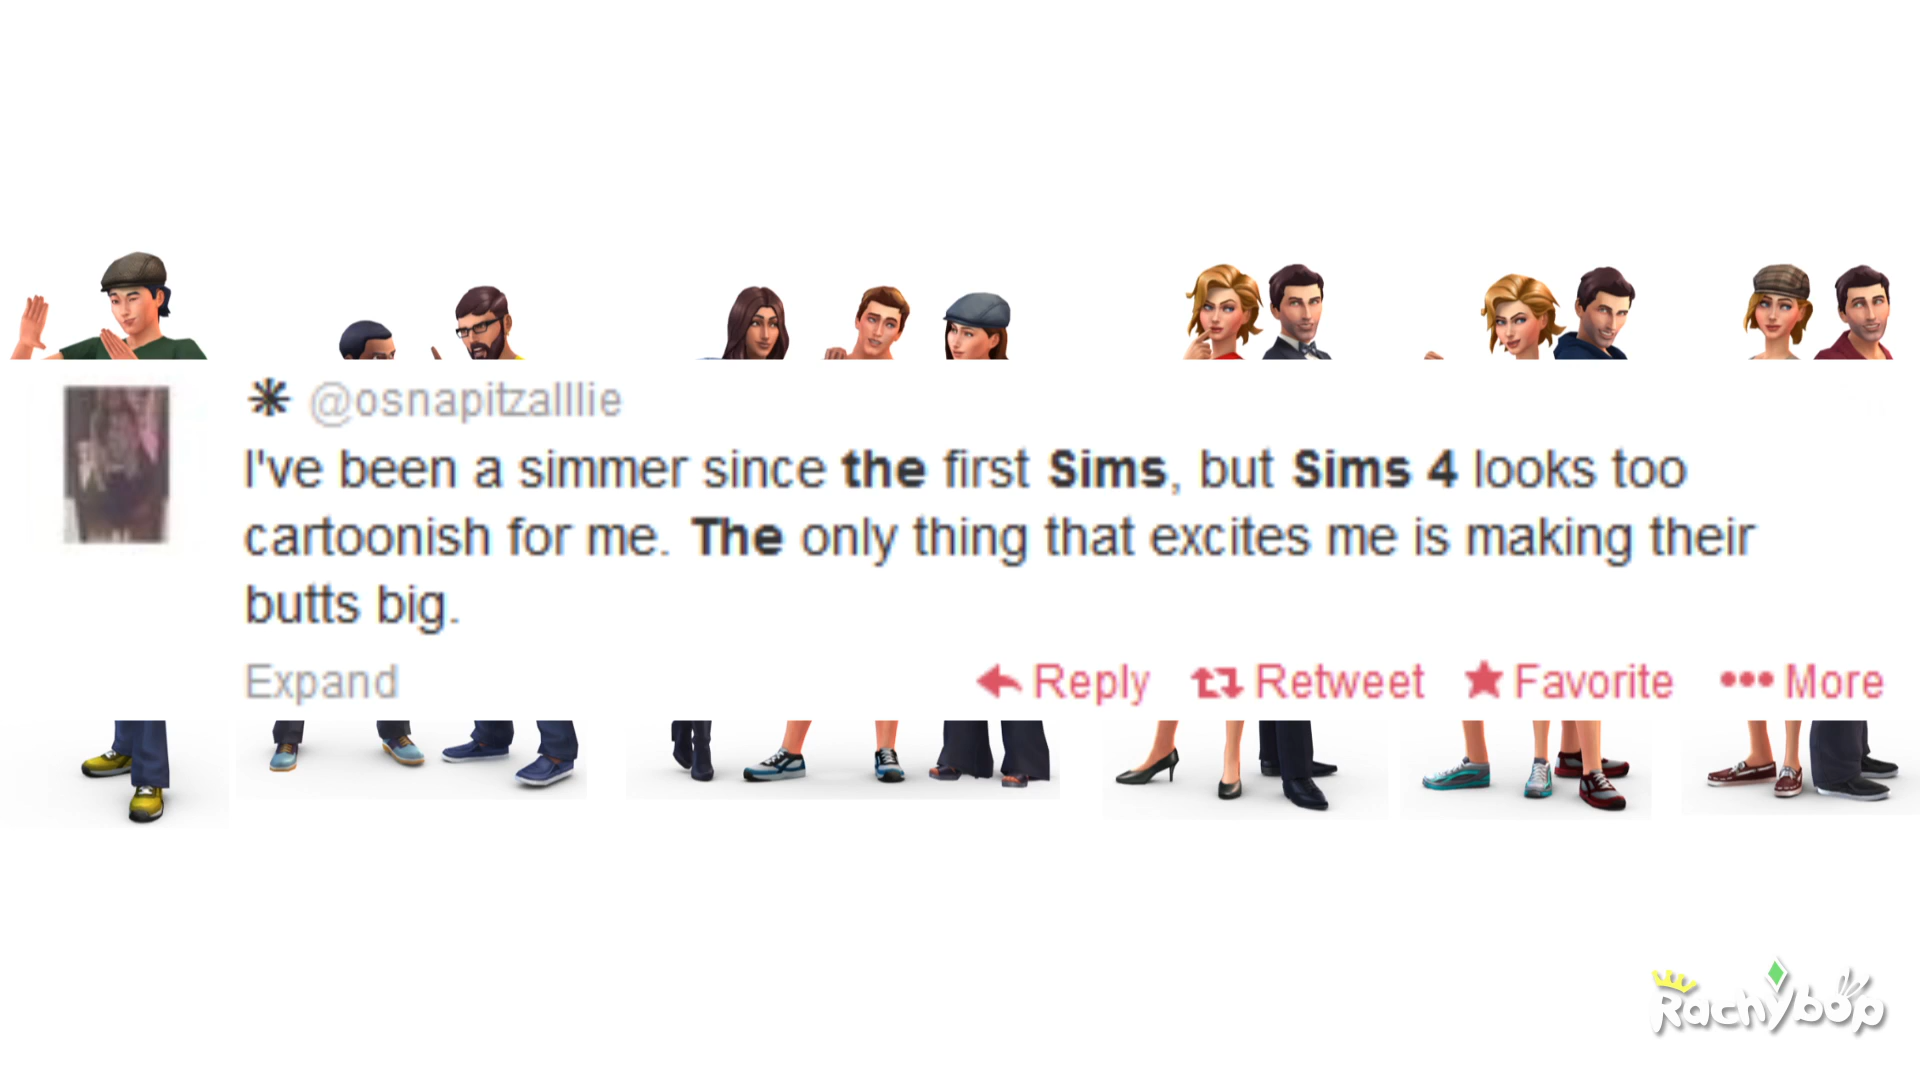 @osnapitzalllie
I've been a simmer since the first Sims, but Sims 4 looks too
cartoonish for me. The only thing that excites me is making their
butts big.
Expand Reply Retweet Favorite More
Rachybop